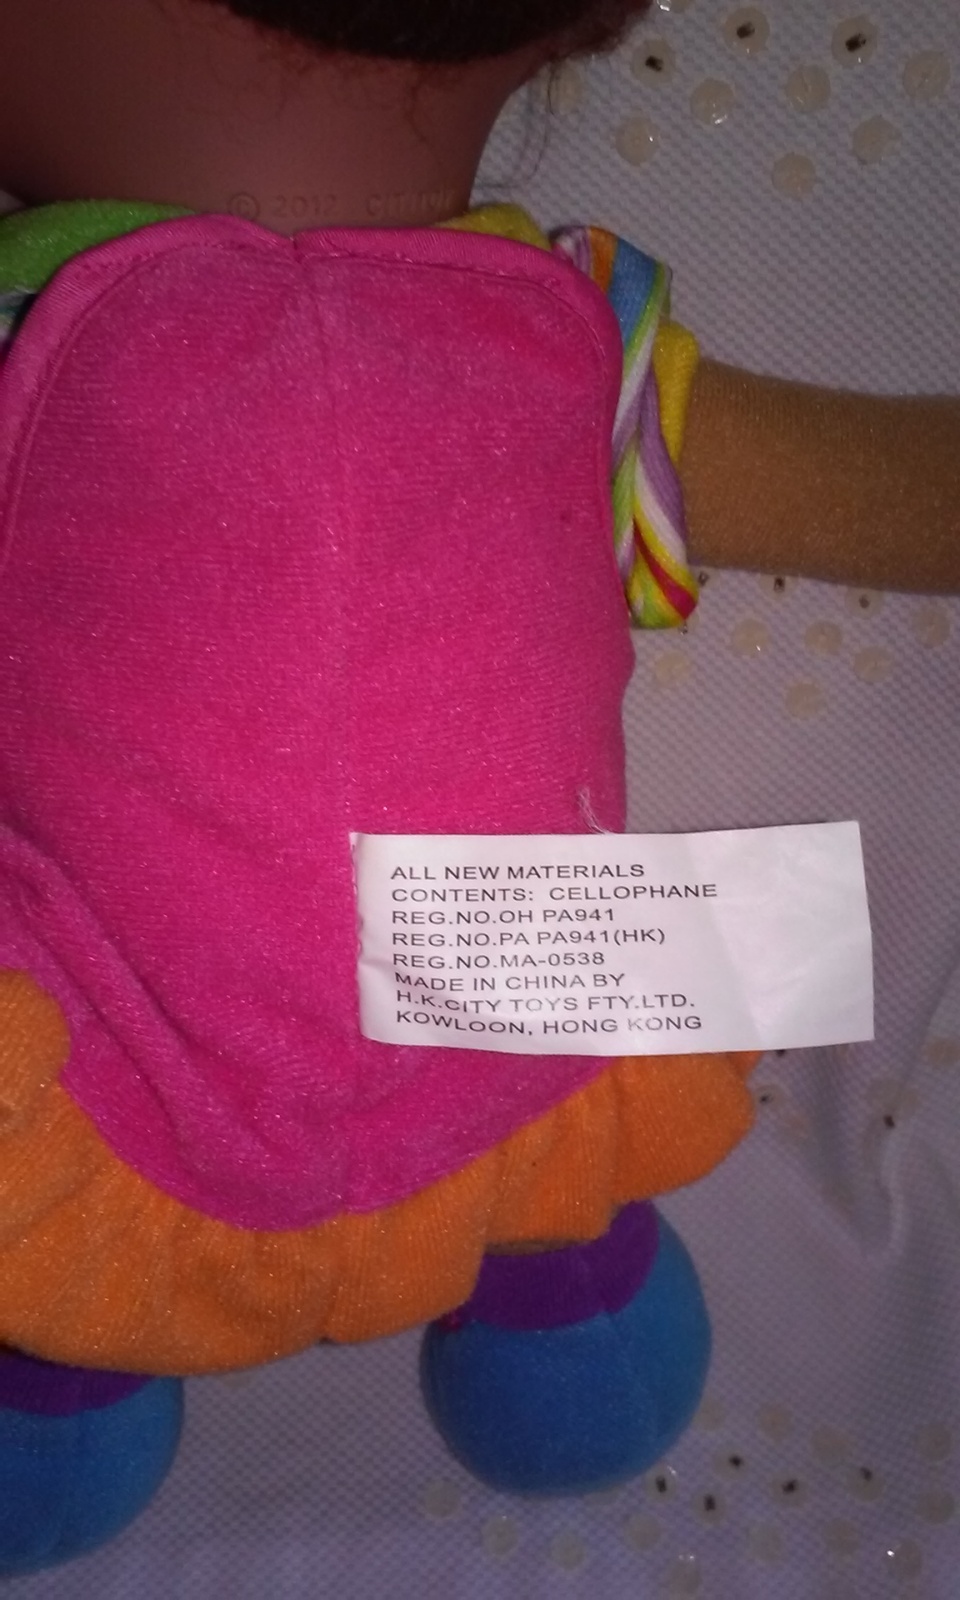 © 2012
ALL NEW MATERIALS
CONTENTS: CELLOPHANE
REG.NO.OH PA941
REG.NO.PA PA941(HK)
REG.NO.MA-0538
MADE IN CHINA BY
H.K.CITY TOYS FTY.LTD.
KOWLOON, HONG KONG